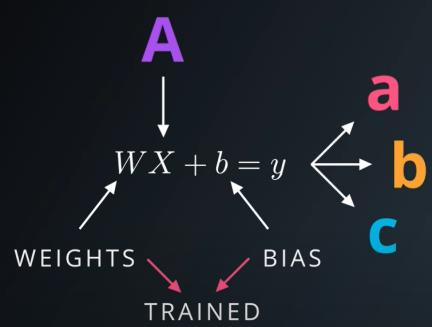 A
a
WX + b = y
b
c
WEIGHTS BIAS
TRAINED